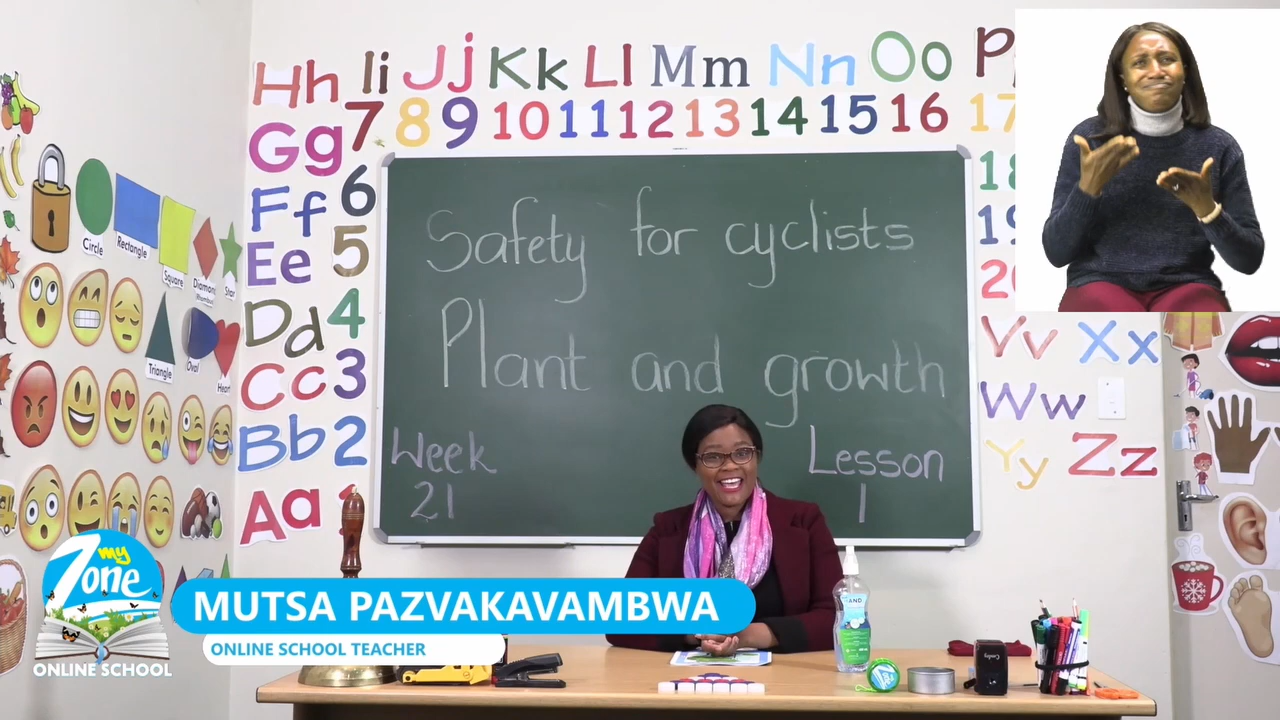 Hh Ii Jj Kk Ll Mm Nn Oo P
7 8 9 10 11 12 13 14 15 16 17
Gg
Ff 6
Ee 5
Dd 4
Cc 3
Bb 2
Aa 1
18
19
20
Vv Xx
Ww
Yy Zz
Circle
Rectangle
Square
Diamond
Star
Triangle
Oval
Heart
Safety for cyclists
Plant and growth
Week
21
Lesson
1
my
Zone
ONLINE SCHOOL
MUTSA PAZVAKAVAMBWA
ONLINE SCHOOL TEACHER